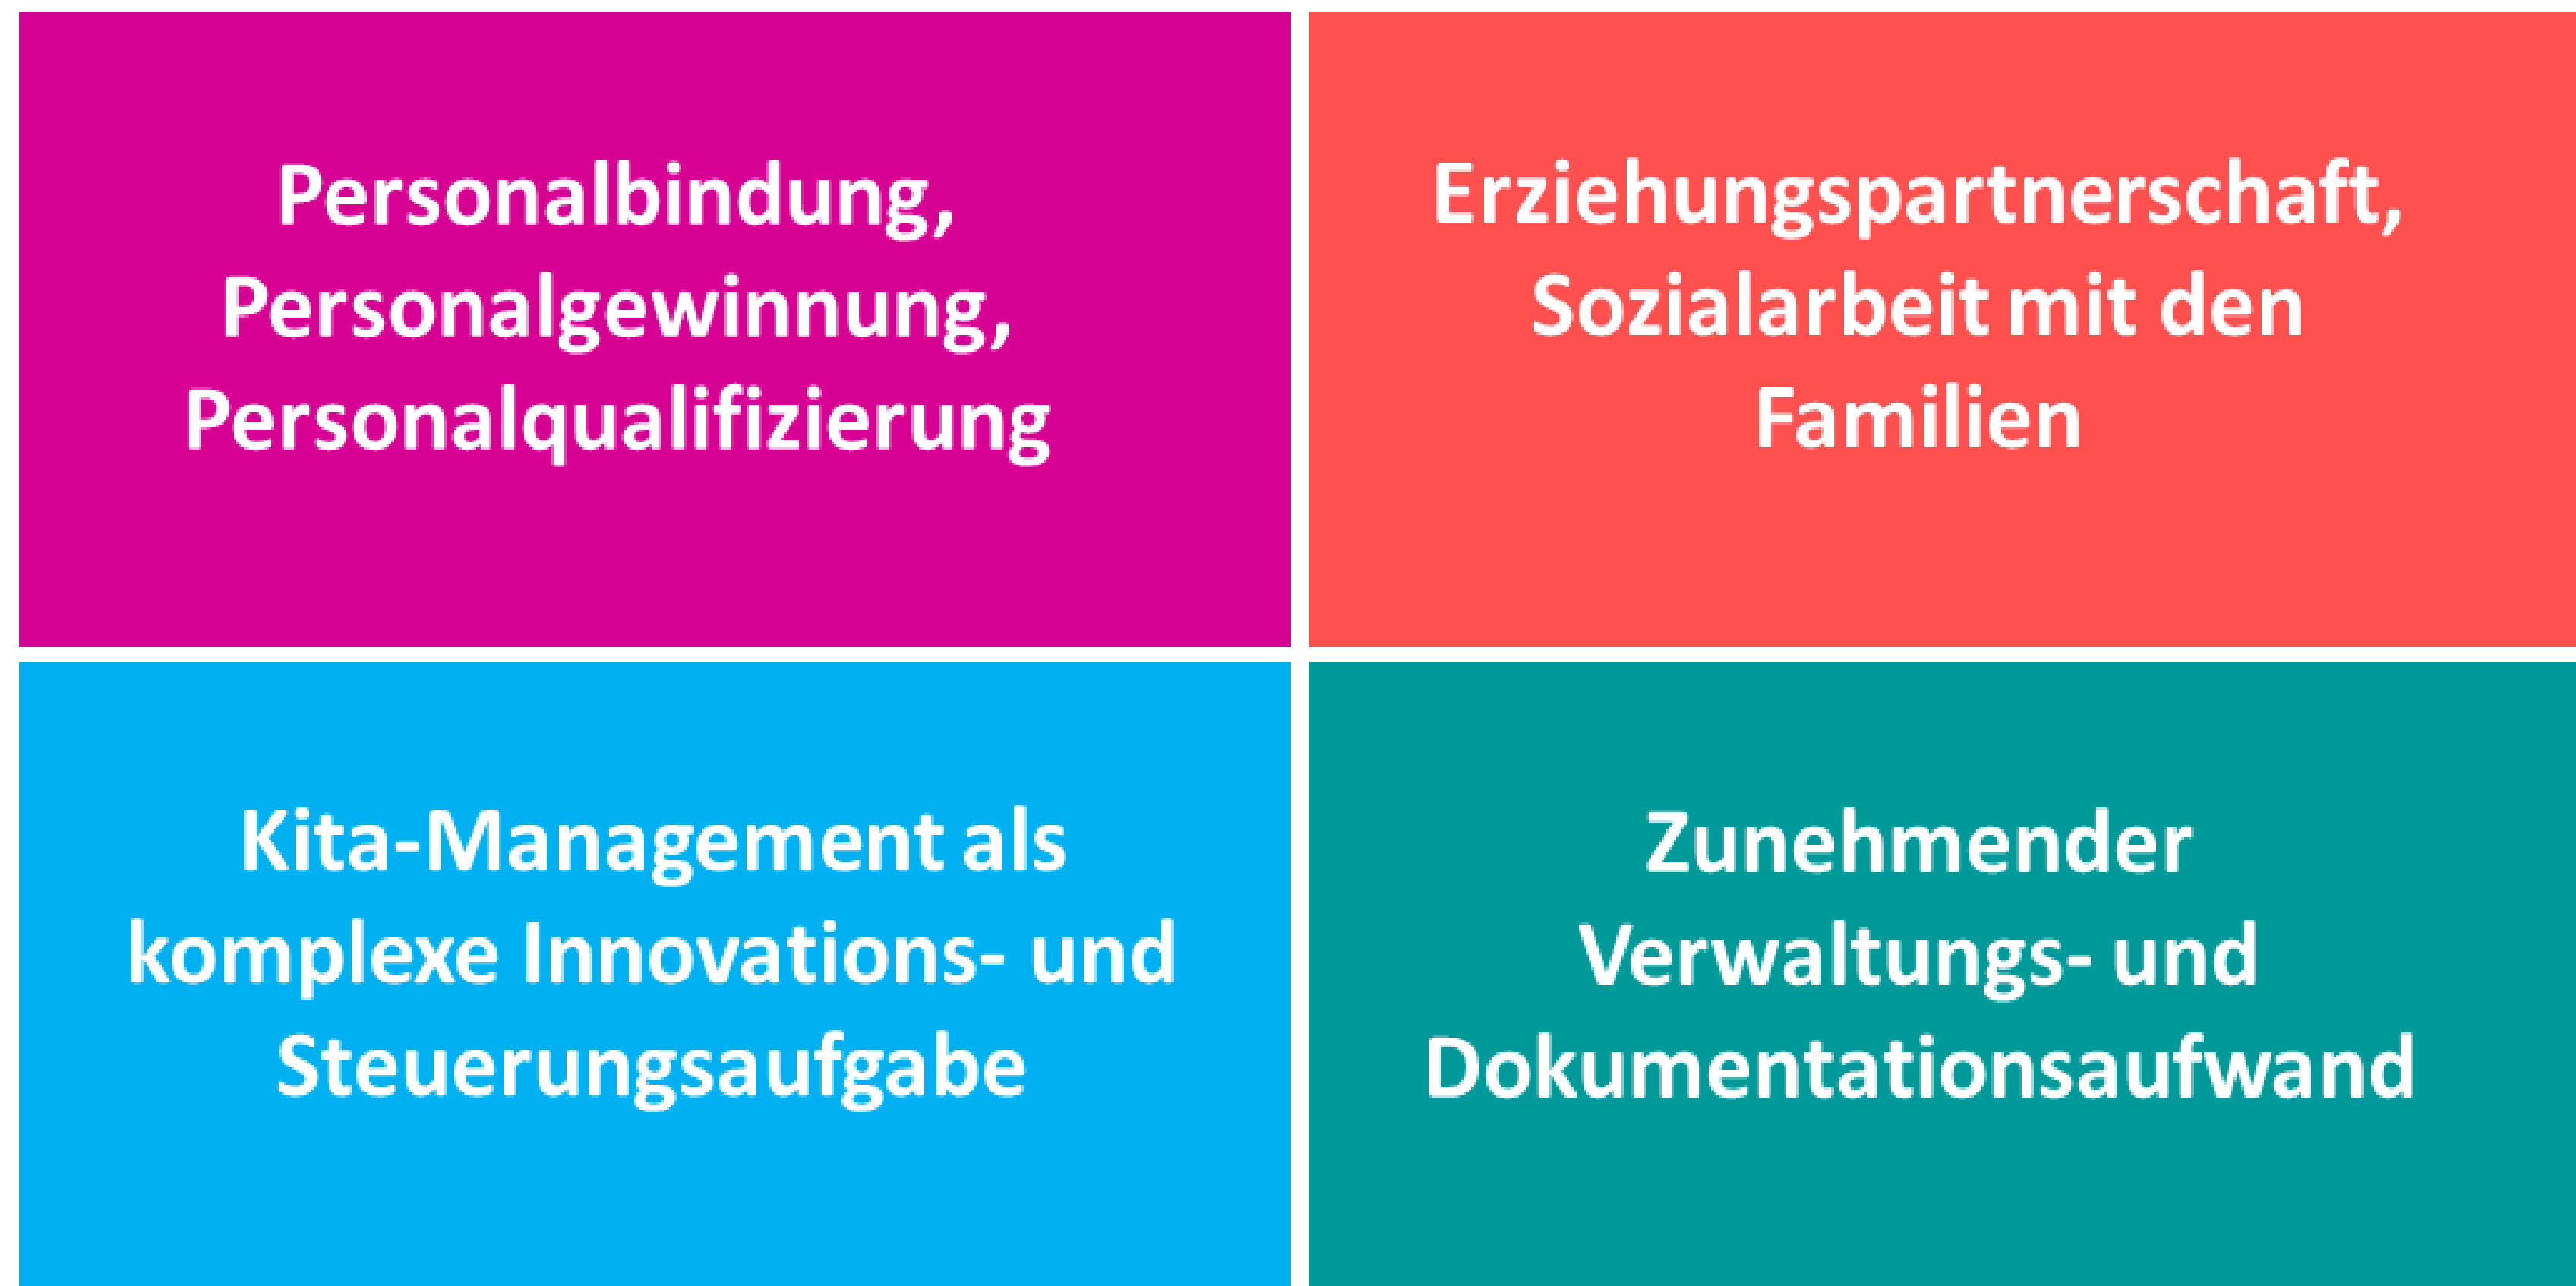 Personalbindung,
Personalgewinnung,
Personalqualifizierung
Erziehungspartnerschaft,
Sozialarbeit mit den
Familien
Kita-Management als
komplexe Innovations- und
Steuerungsaufgabe
Zunehmender
Verwaltungs- und
Dokumentationsaufwand